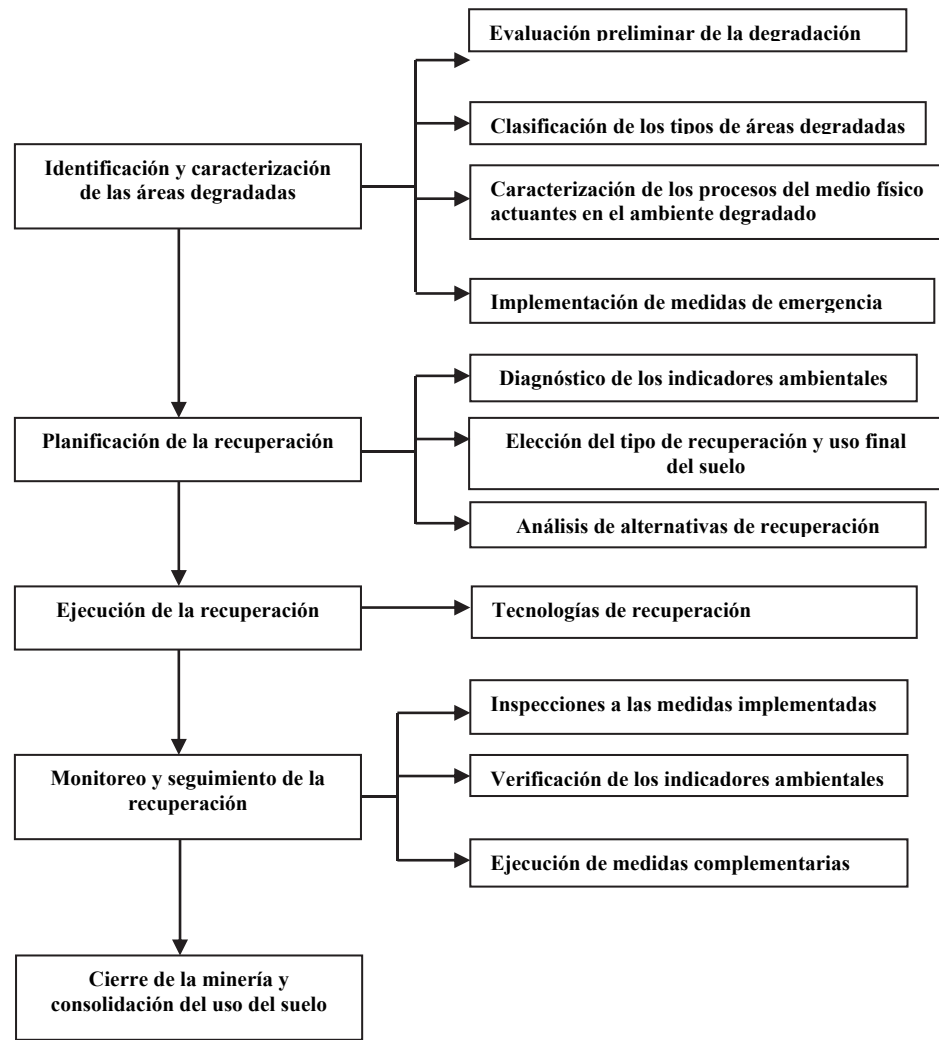 Evaluación preliminar de la degradación
Clasificación de los tipos de áreas degradadas
Identificación y caracterización
de las áreas degradadas
Caracterización de los procesos del medio físico
actuantes en el ambiente degradado
Implementación de medidas de emergencia
Diagnóstico de los indicadores ambientales
Planificación de la recuperación
Elección del tipo de recuperación y uso final
del suelo
Análisis de alternativas de recuperación
Ejecución de la recuperación
Tecnologías de recuperación
Inspecciones a las medidas implementadas
Monitoreo y seguimiento de la
recuperación
Verificación de los indicadores ambientales
Ejecución de medidas complementarias
Cierre de la minería y
consolidación del uso del suelo